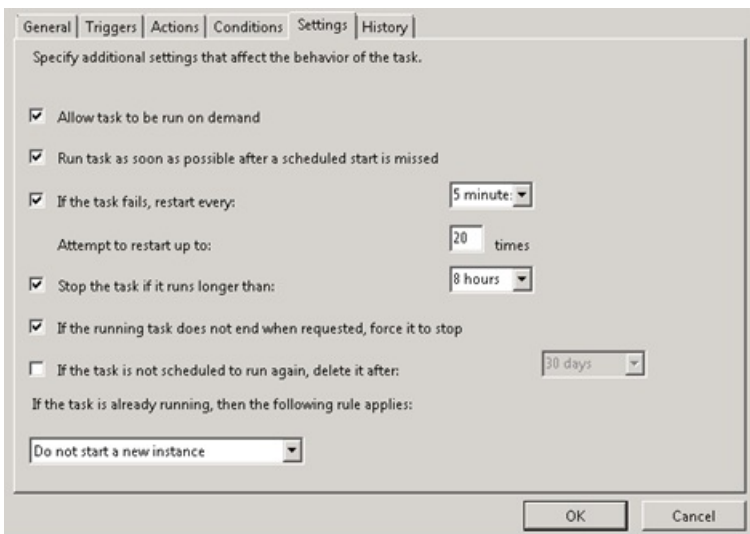 General Triggers Actions Conditions Settings History
Specify additional settings that affect the behavior of the task.
Allow task to be run on demand
Run task as soon as possible after a scheduled start is missed
If the task fails, restart every: 5 minute
Attempt to restart up to: 20 times
Stop the task if it runs longer than: 8 hours
If the running task does not end when requested, force it to stop
If the task is not scheduled to run again, delete it after: 30 days
If the task is already running, then the following rule applies:
Do not start a new instance
OK Cancel